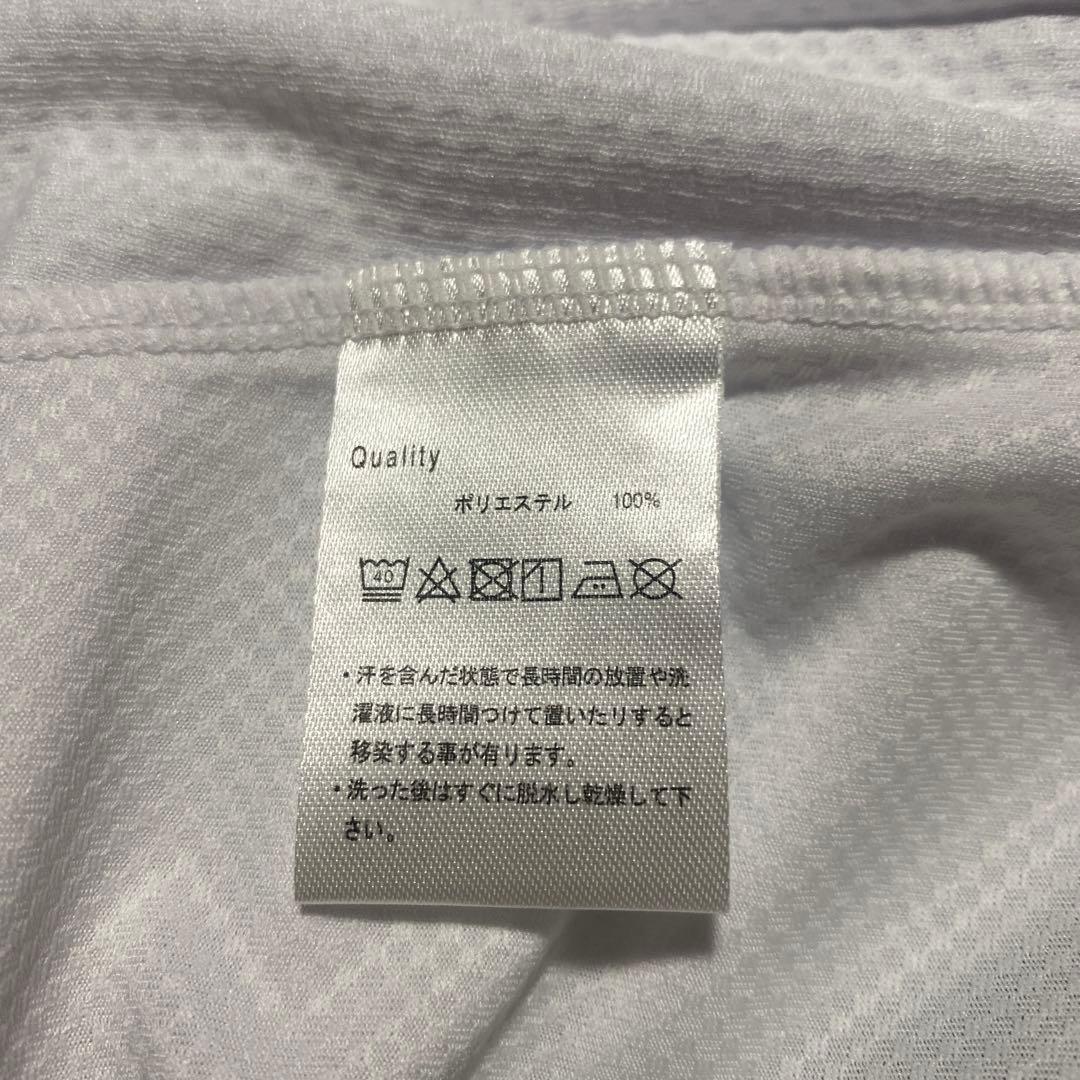 Quality
ポリエステル 100%
40
・汗を含んだ状態で長時間の放置や洗
濯液に長時間つけて置いたりすると
移染する事が有ります。
・洗った後はすぐに脱水し乾燥して下
さい。